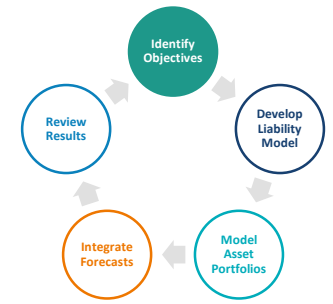 Identify
Objectives
Develop
Liability
Model
Model
Asset
Portfolios
Integrate
Forecasts
Review
Results